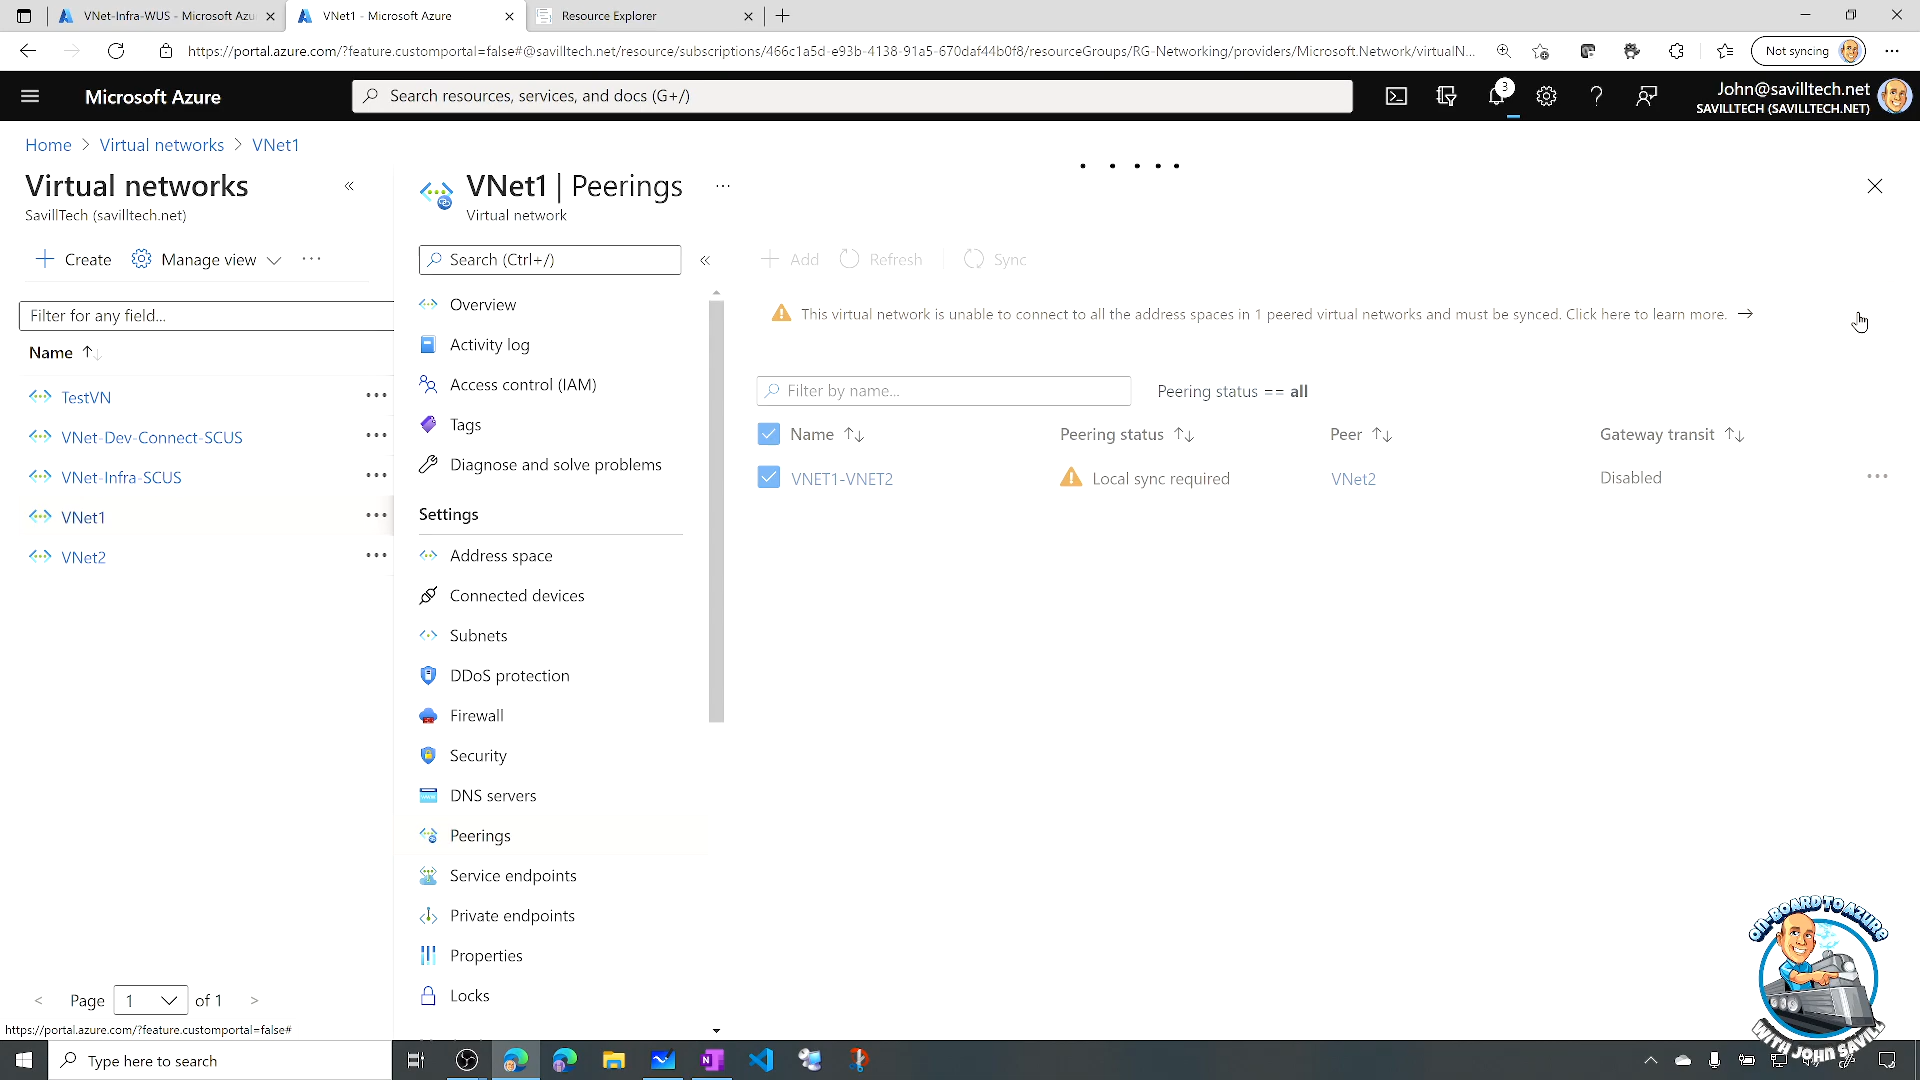 VNet-Infra-WUS - Microsoft Azu
VNet1 - Microsoft Azure
Resource Explorer
https://portal.azure.com/?feature.customportal=false#@savilltech.net/resource/subscriptions/466c1a5d-e93b-4138-91a5-670daf44b0f8/resourceGroups/RG-Networking/providers/Microsoft.Network/virtualN...
Not syncing
Microsoft Azure
Search resources, services, and docs (G+/)
3
John@savilltech.net
SAVILLTECH (SAVILLTECH.NET)
Home > Virtual networks > VNet1
Virtual networks
SavillTech (savilltech.net)
Create
Manage view
Filter for any field...
Name
TestVN
VNet-Dev-Connect-SCUS
VNet-Infra-SCUS
VNet1
VNet2
Page 1 of 1
VNet1 | Peerings
Virtual network
Search (Ctrl+/)
Overview
Activity log
Access control (IAM)
Tags
Diagnose and solve problems
Settings
Address space
Connected devices
Subnets
DDoS protection
Firewall
Security
DNS servers
Peerings
Service endpoints
Private endpoints
Properties
Locks
Add
Refresh
Sync
This virtual network is unable to connect to all the address spaces in 1 peered virtual networks and must be synced. Click here to learn more.
Filter by name...
Peering status == all
Name
Peering status
Peer
Gateway transit
VNET1-VNET2
Local sync required
VNet2
Disabled
https://portal.azure.com/?feature.customportal=false#
Type here to search
ON-BOARD TO AZURE
WITH JOHN SAVILL